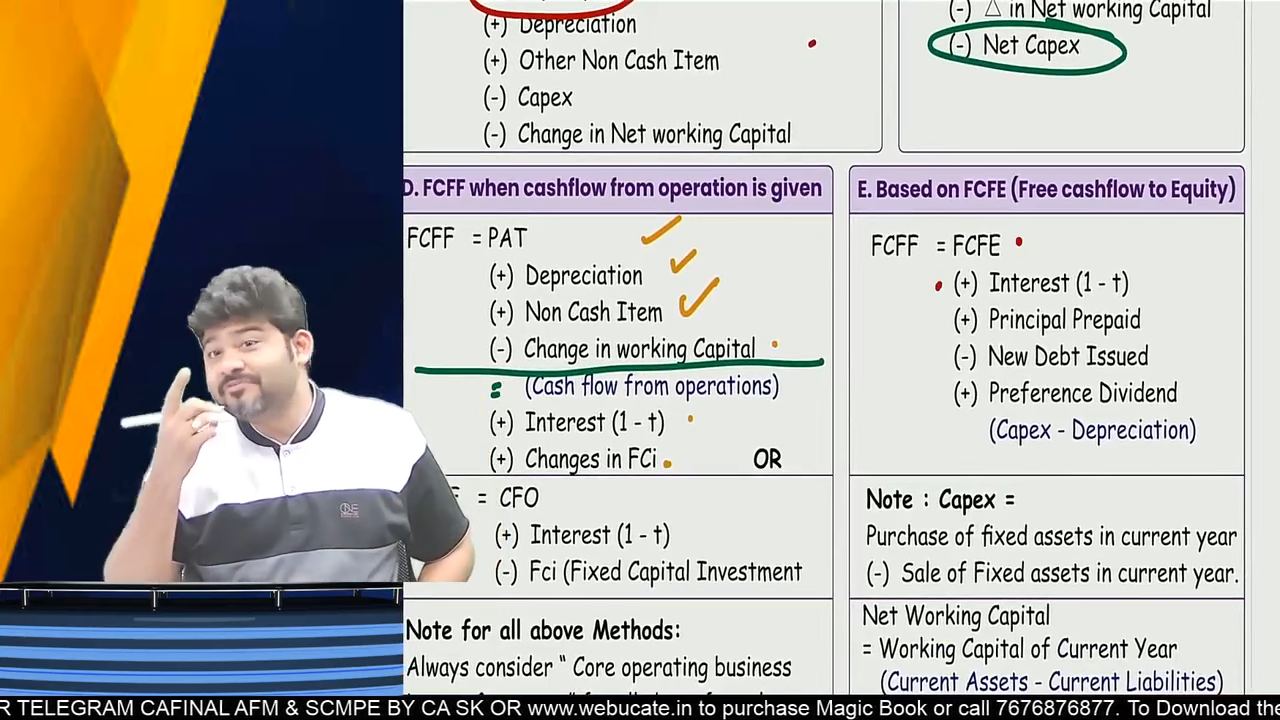 (+) Depreciation
(+) Other Non Cash Item
(-) Capex
(-) Change in Net working Capital
(-) △ in Net working Capital
(-) Net Capex
D. FCFF when cashflow from operation is given
FCFF = PAT
(+) Depreciation
(+) Non Cash Item
(-) Change in working Capital
= (Cash flow from operations)
(+) Interest (1 - t)
(+) Changes in FCi OR
= CFO
(+) Interest (1 - t)
(-) Fci (Fixed Capital Investment
Note for all above Methods:
Always consider “ Core operating business
E. Based on FCFE (Free cashflow to Equity)
FCFF = FCFE
(+) Interest (1 - t)
(+) Principal Prepaid
(-) New Debt Issued
(+) Preference Dividend
(Capex - Depreciation)
Note : Capex =
Purchase of fixed assets in current year
(-) Sale of Fixed assets in current year.
Net Working Capital
= Working Capital of Current Year
(Current Assets - Current Liabilities)
R TELEGRAM CAFINAL AFM & SCMPE BY CA SK OR www.webucate.in to purchase Magic Book or call 7676876877. To Download the